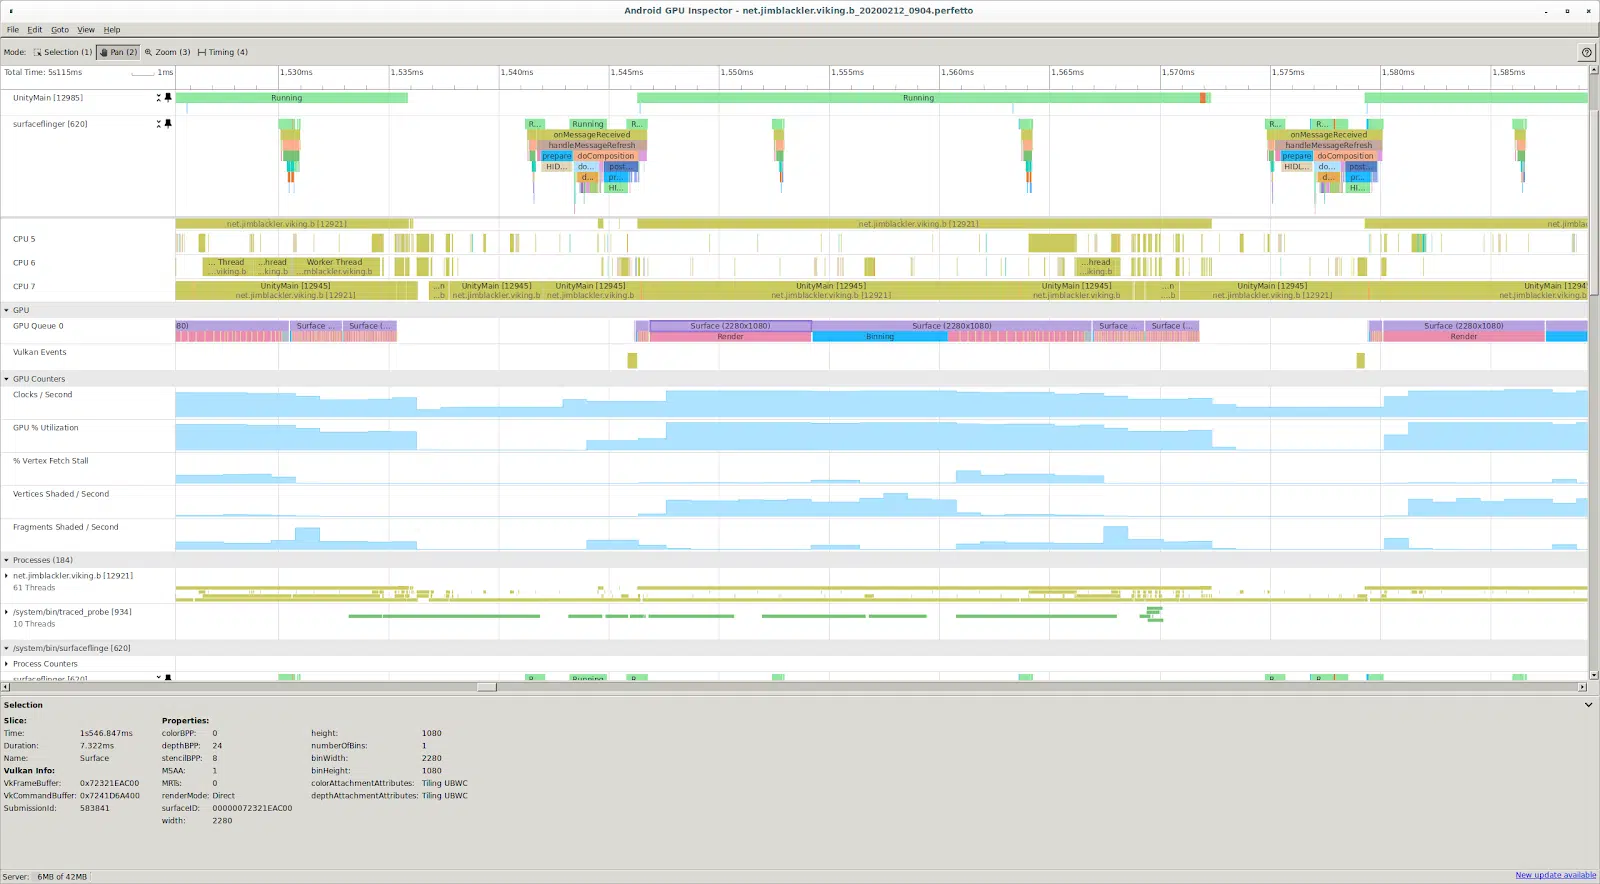 Android GPU Inspector - net.jimblackler.viking.b_20200212_0904.perfetto
File Edit Goto View Help
Mode: Selection (1) Pan (2) Zoom (3) Timing (4)
Total Time: 5s115ms 1ms 1,530ms 1,535ms 1,540ms 1,545ms 1,550ms 1,555ms 1,560ms 1,565ms 1,570ms 1,575ms 1,580ms 1,585ms
UnityMain [12985] Running Running
surfaceflinger [620] R... Running R... R... R...
onMessageReceived onMessageReceived
handleMessageRefresh handleMessageRefresh
prepare doComposition prepare doComposition
HID... do... post... HIDL... do... post...
d... pr... d... pr...
HI... HI...
net.jimblackler.viking.b [12921] net.jimblackler.viking.b [12921] net.jimbla
CPU 5
CPU 6 ... Thread ...hread Worker Thread ...hread
...viking.b ...king.b ...mblackler.viking.b ...iking.b
CPU 7 UnityMain [12945] ...n UnityMain [12945] UnityMain [12945] UnityMain [12945] UnityMain [12945] ...n UnityMain [12945] UnityMain [129
net.jimblackler.viking.b [12921] ...b net.jimblackler.viking.b net.jimblackler.viking.b net.jimblackler.viking.b [12921] net.jimblackler.viking.b ...b net.jimblackler.viking.b [12921] net.jimblackler.vik
GPU
GPU Queue 0 80) Surface ... Surface (... Surface (2280x1080) Surface (2280x1080) Surface ... Surface (... Surface (2280x1080)
Render Binning Render
Vulkan Events
GPU Counters
Clocks / Second
GPU % Utilization
% Vertex Fetch Stall
Vertices Shaded / Second
Fragments Shaded / Second
Processes (184)
net.jimblackler.viking.b [12921]
61 Threads
/system/bin/traced_probe [934]
10 Threads
/system/bin/surfaceflinge [620]
Process Counters
surfaceflinger [620] R Running R R R
Selection
Slice: Properties:
Time: 1s546.847ms colorBPP: 0 height: 1080
Duration: 7.322ms depthBPP: 24 numberOfBins: 1
Name: Surface stencilBPP: 8 binWidth: 2280
Vulkan Info: MSAA: 1 binHeight: 1080
VkFrameBuffer: 0x72321EAC00 MRTs: 0 colorAttachmentAttributes: Tiling UBWC
VkCommandBuffer: 0x7241D6A400 renderMode: Direct depthAttachmentAttributes: Tiling UBWC
SubmissionId: 583841 surfaceID: 00000072321EAC00
width: 2280
Server: 6MB of 42MB New update available